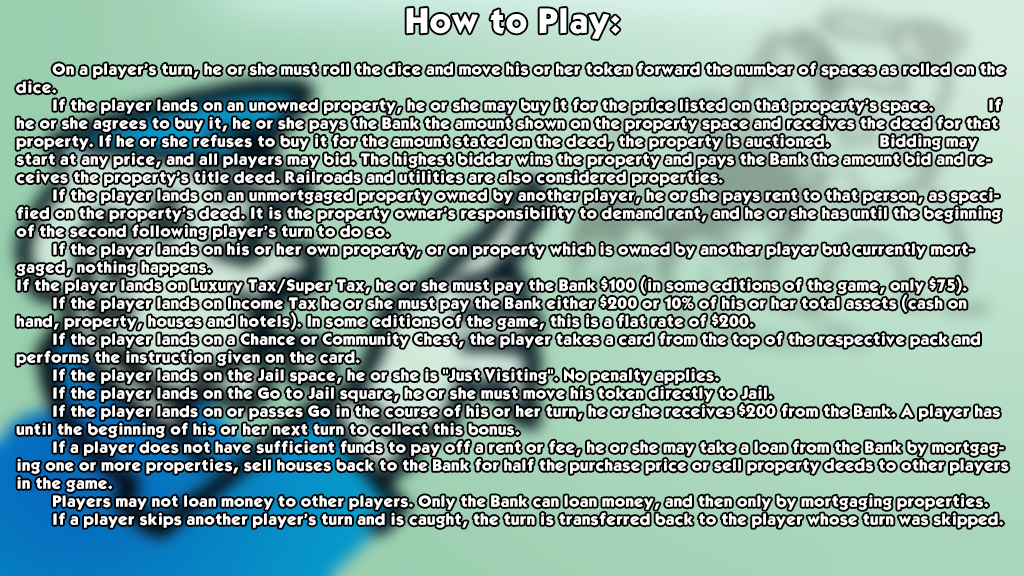 How to Play:
On a player's turn, he or she must roll the dice and move his or her token forward the number of spaces as rolled on the
dice.
If the player lands on an unowned property, he or she may buy it for the price listed on that property's space. If
he or she agrees to buy it, he or she pays the Bank the amount shown on the property space and receives the deed for that
property. If he or she refuses to buy it for the amount stated on the deed, the property is auctioned. Bidding may
start at any price, and all players may bid. The highest bidder wins the property and pays the Bank the amount bid and re-
ceives the property's title deed. Railroads and utilities are also considered properties.
If the player lands on an unmortgaged property owned by another player, he or she pays rent to that person, as speci-
fied on the property's deed. It is the property owner's responsibility to demand rent, and he or she has until the beginning
of the second following player's turn to do so.
If the player lands on his or her own property, or on property which is owned by another player but currently mort-
gaged, nothing happens.
If the player lands on Luxury Tax/Super Tax, he or she must pay the Bank $100 (in some editions of the game, only $75).
If the player lands on Income Tax he or she must pay the Bank either $200 or 10% of his or her total assets (cash on
hand, property, houses and hotels). In some editions of the game, this is a flat rate of $200.
If the player lands on a Chance or Community Chest, the player takes a card from the top of the respective pack and
performs the instruction given on the card.
If the player lands on the Jail space, he or she is "Just Visiting". No penalty applies.
If the player lands on the Go to Jail square, he or she must move his token directly to Jail.
If the player lands on or passes Go in the course of his or her turn, he or she receives $200 from the Bank. A player has
until the beginning of his or her next turn to collect this bonus.
If a player does not have sufficient funds to pay off a rent or fee, he or she may take a loan from the Bank by mortgag-
ing one or more properties, sell houses back to the Bank for half the purchase price or sell property deeds to other players
in the game.
Players may not loan money to other players. Only the Bank can loan money, and then only by mortgaging properties.
If a player skips another player's turn and is caught, the turn is transferred back to the player whose turn was skipped.